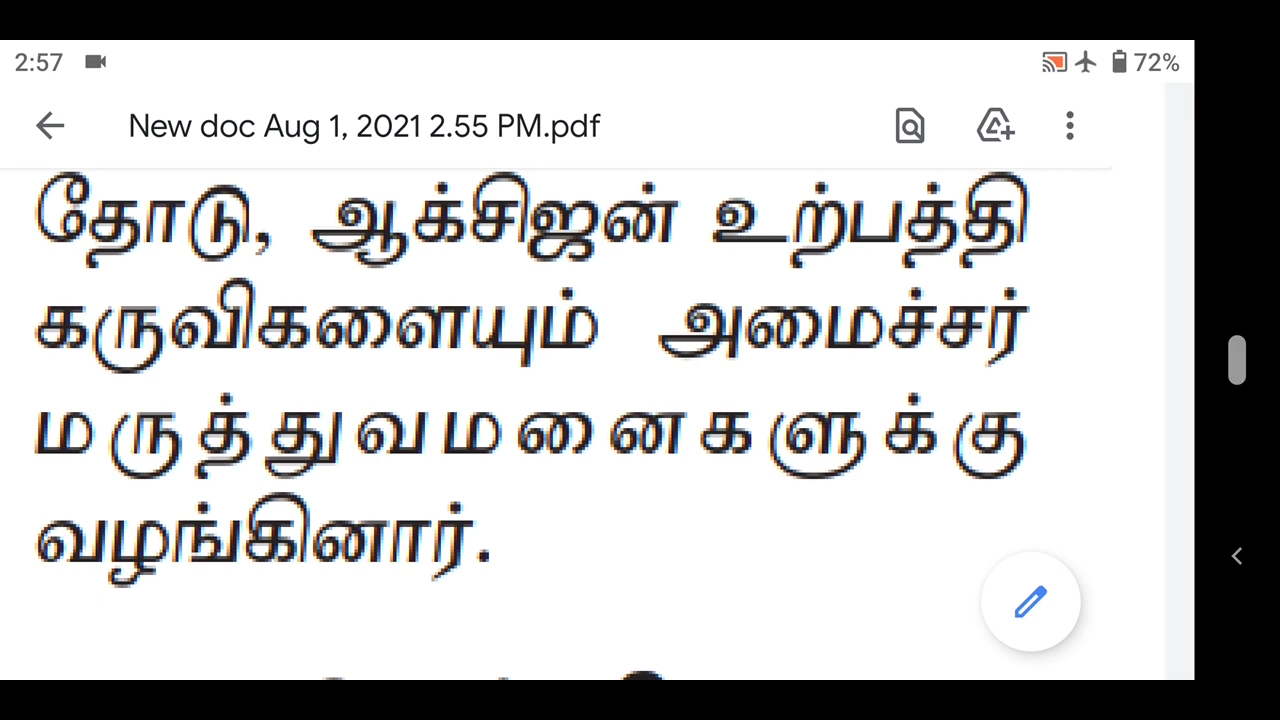 2:57 72%
New doc Aug 1, 2021 2.55 PM.pdf
தோடு, ஆக்சிஜன் உற்பத்தி
கருவிகளையும் அமைச்சர்
மருத்துவமனைகளுக்கு
வழங்கினார்.